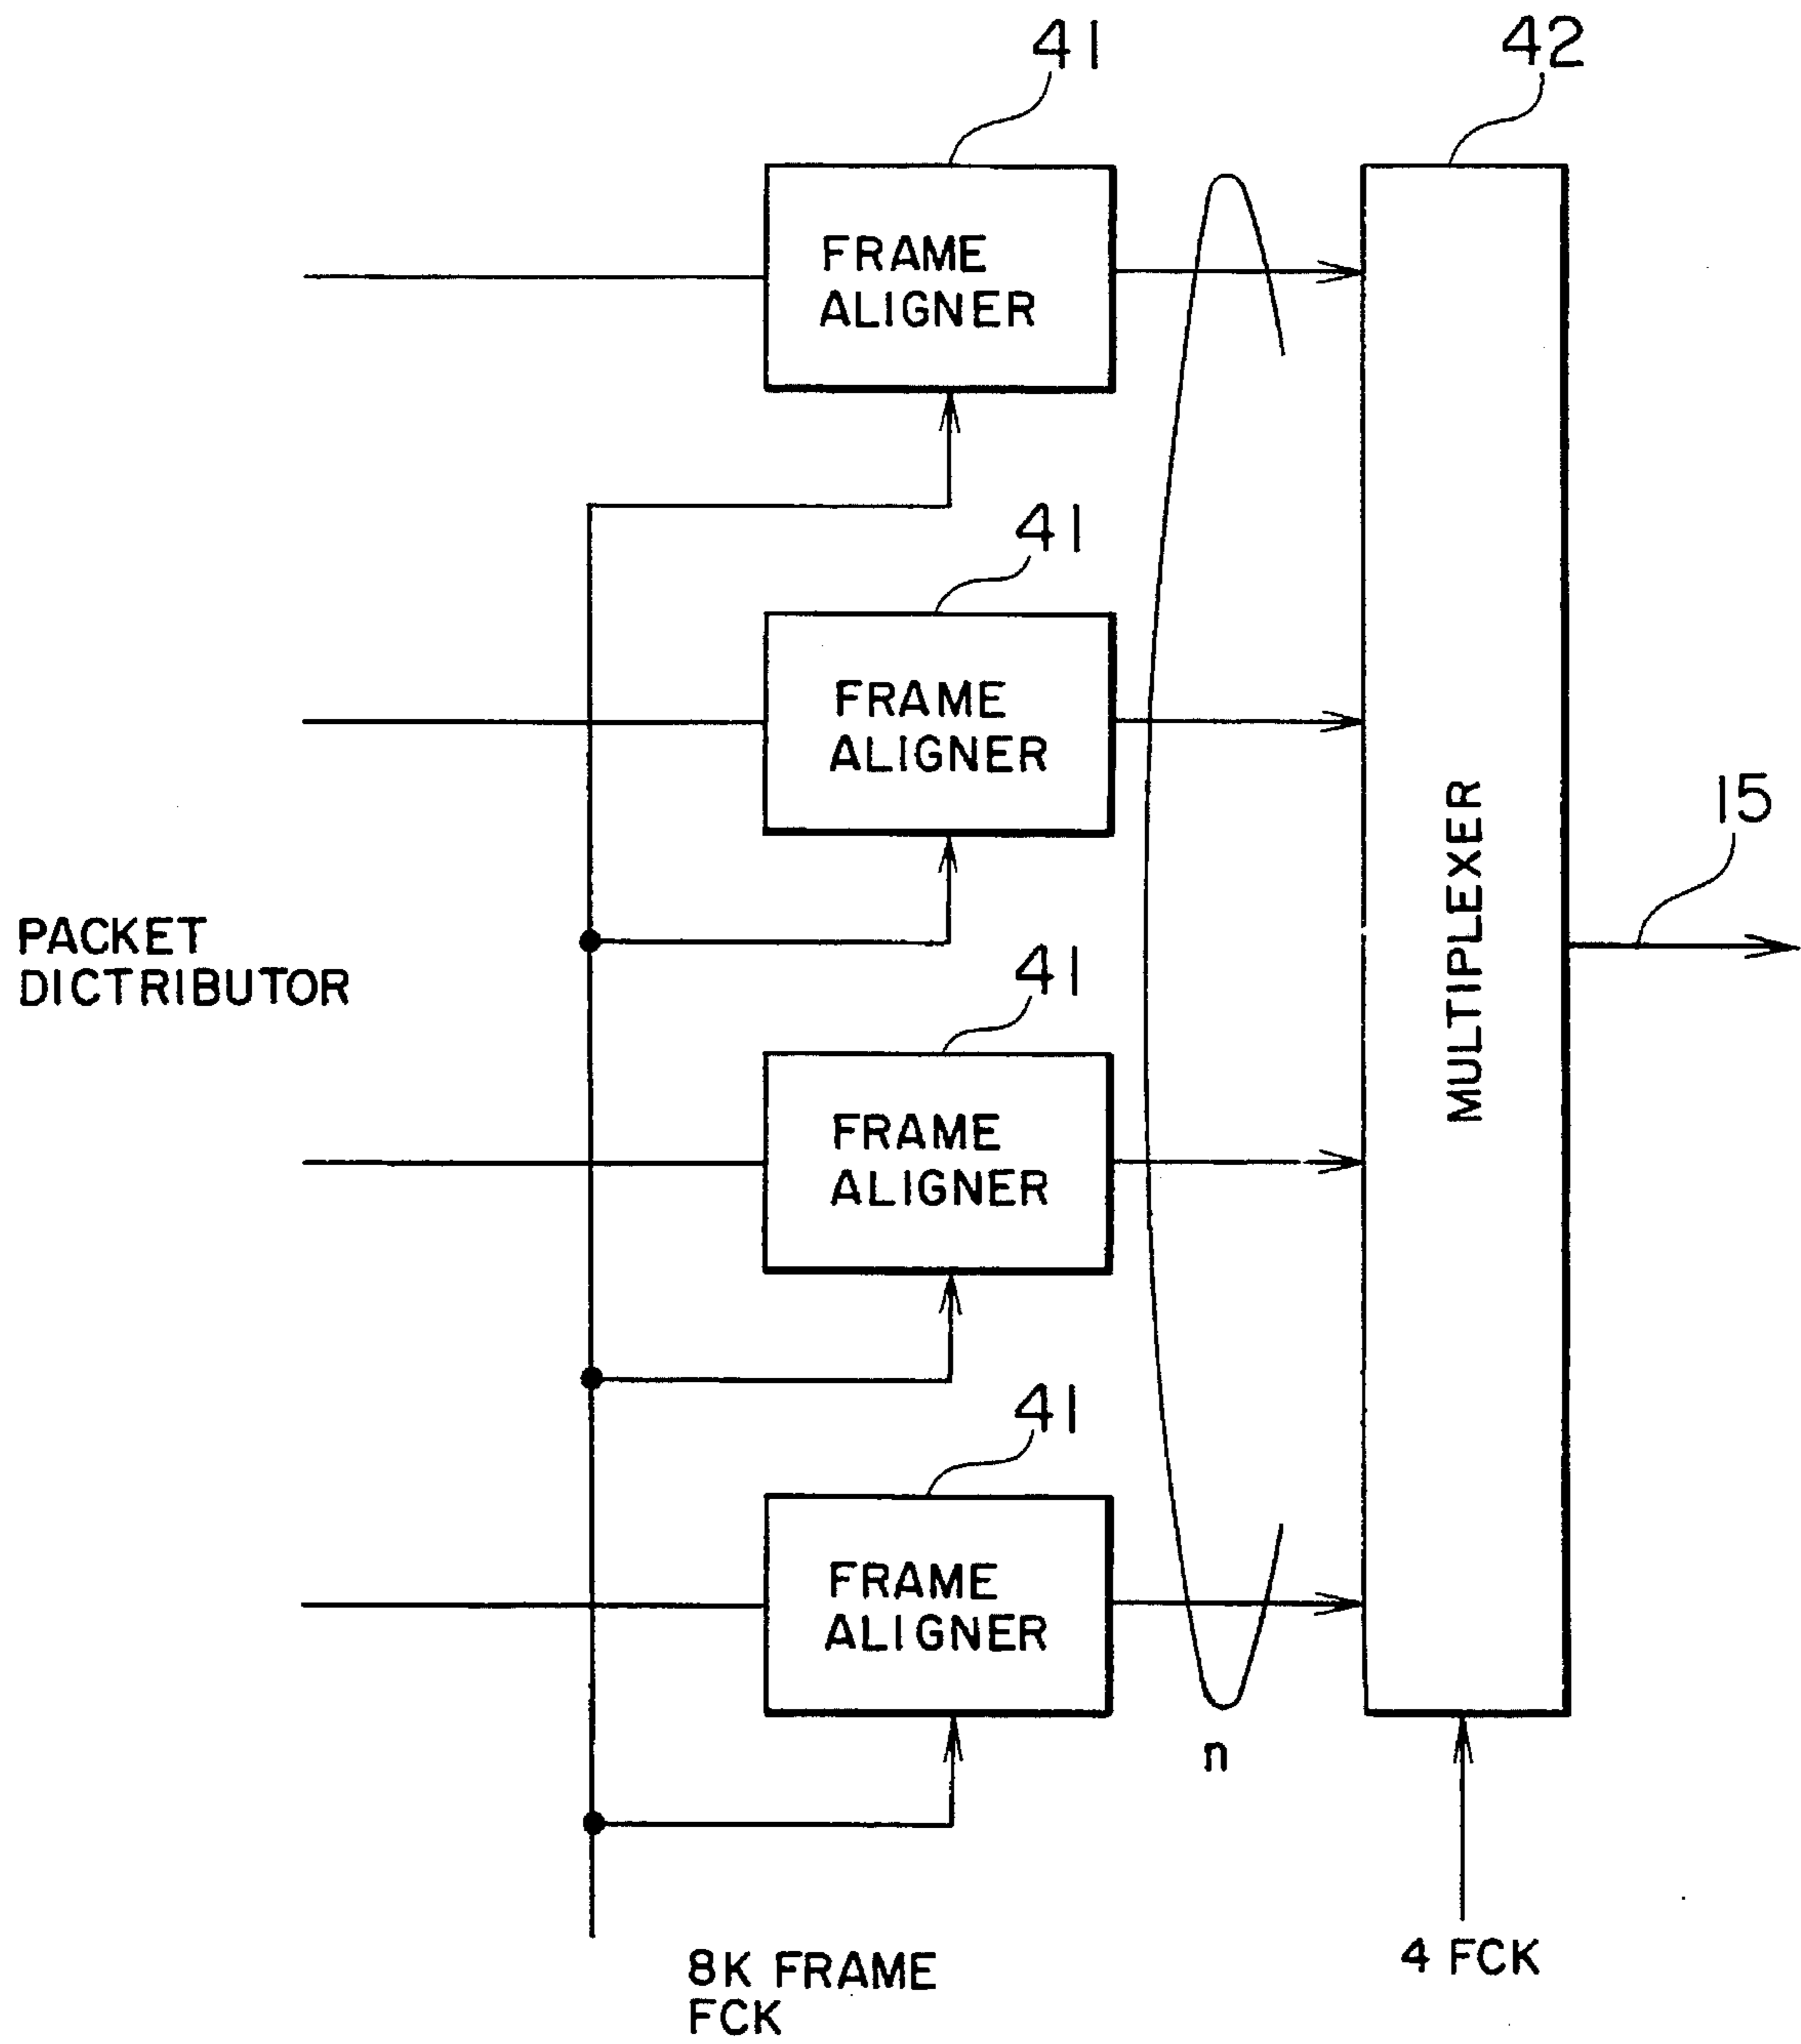 41
42
FRAME
ALIGNER
41
FRAME
ALIGNER
MULTIPLEXER
15
PACKET
DICTRIBUTOR
41
FRAME
ALIGNER
41
FRAME
ALIGNER
n
8K FRAME
FCK
4 FCK